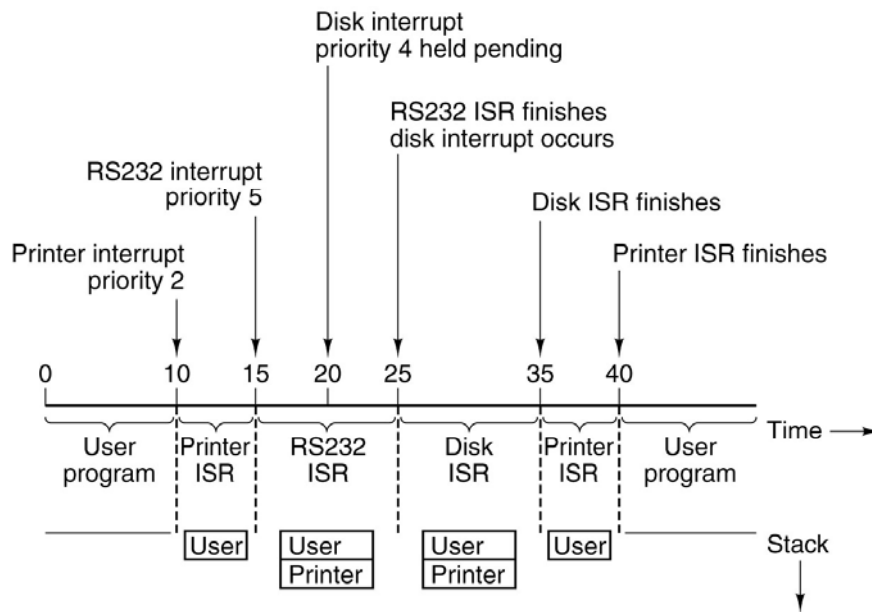 Disk interrupt
priority 4 held pending
RS232 ISR finishes
disk interrupt occurs
RS232 interrupt
priority 5
Disk ISR finishes
Printer interrupt
priority 2
Printer ISR finishes
0 10 15 20 25 35 40
User
program
Printer
ISR
RS232
ISR
Disk
ISR
Printer
ISR
User
program
Time
User
User
Printer
User
Printer
User
Stack